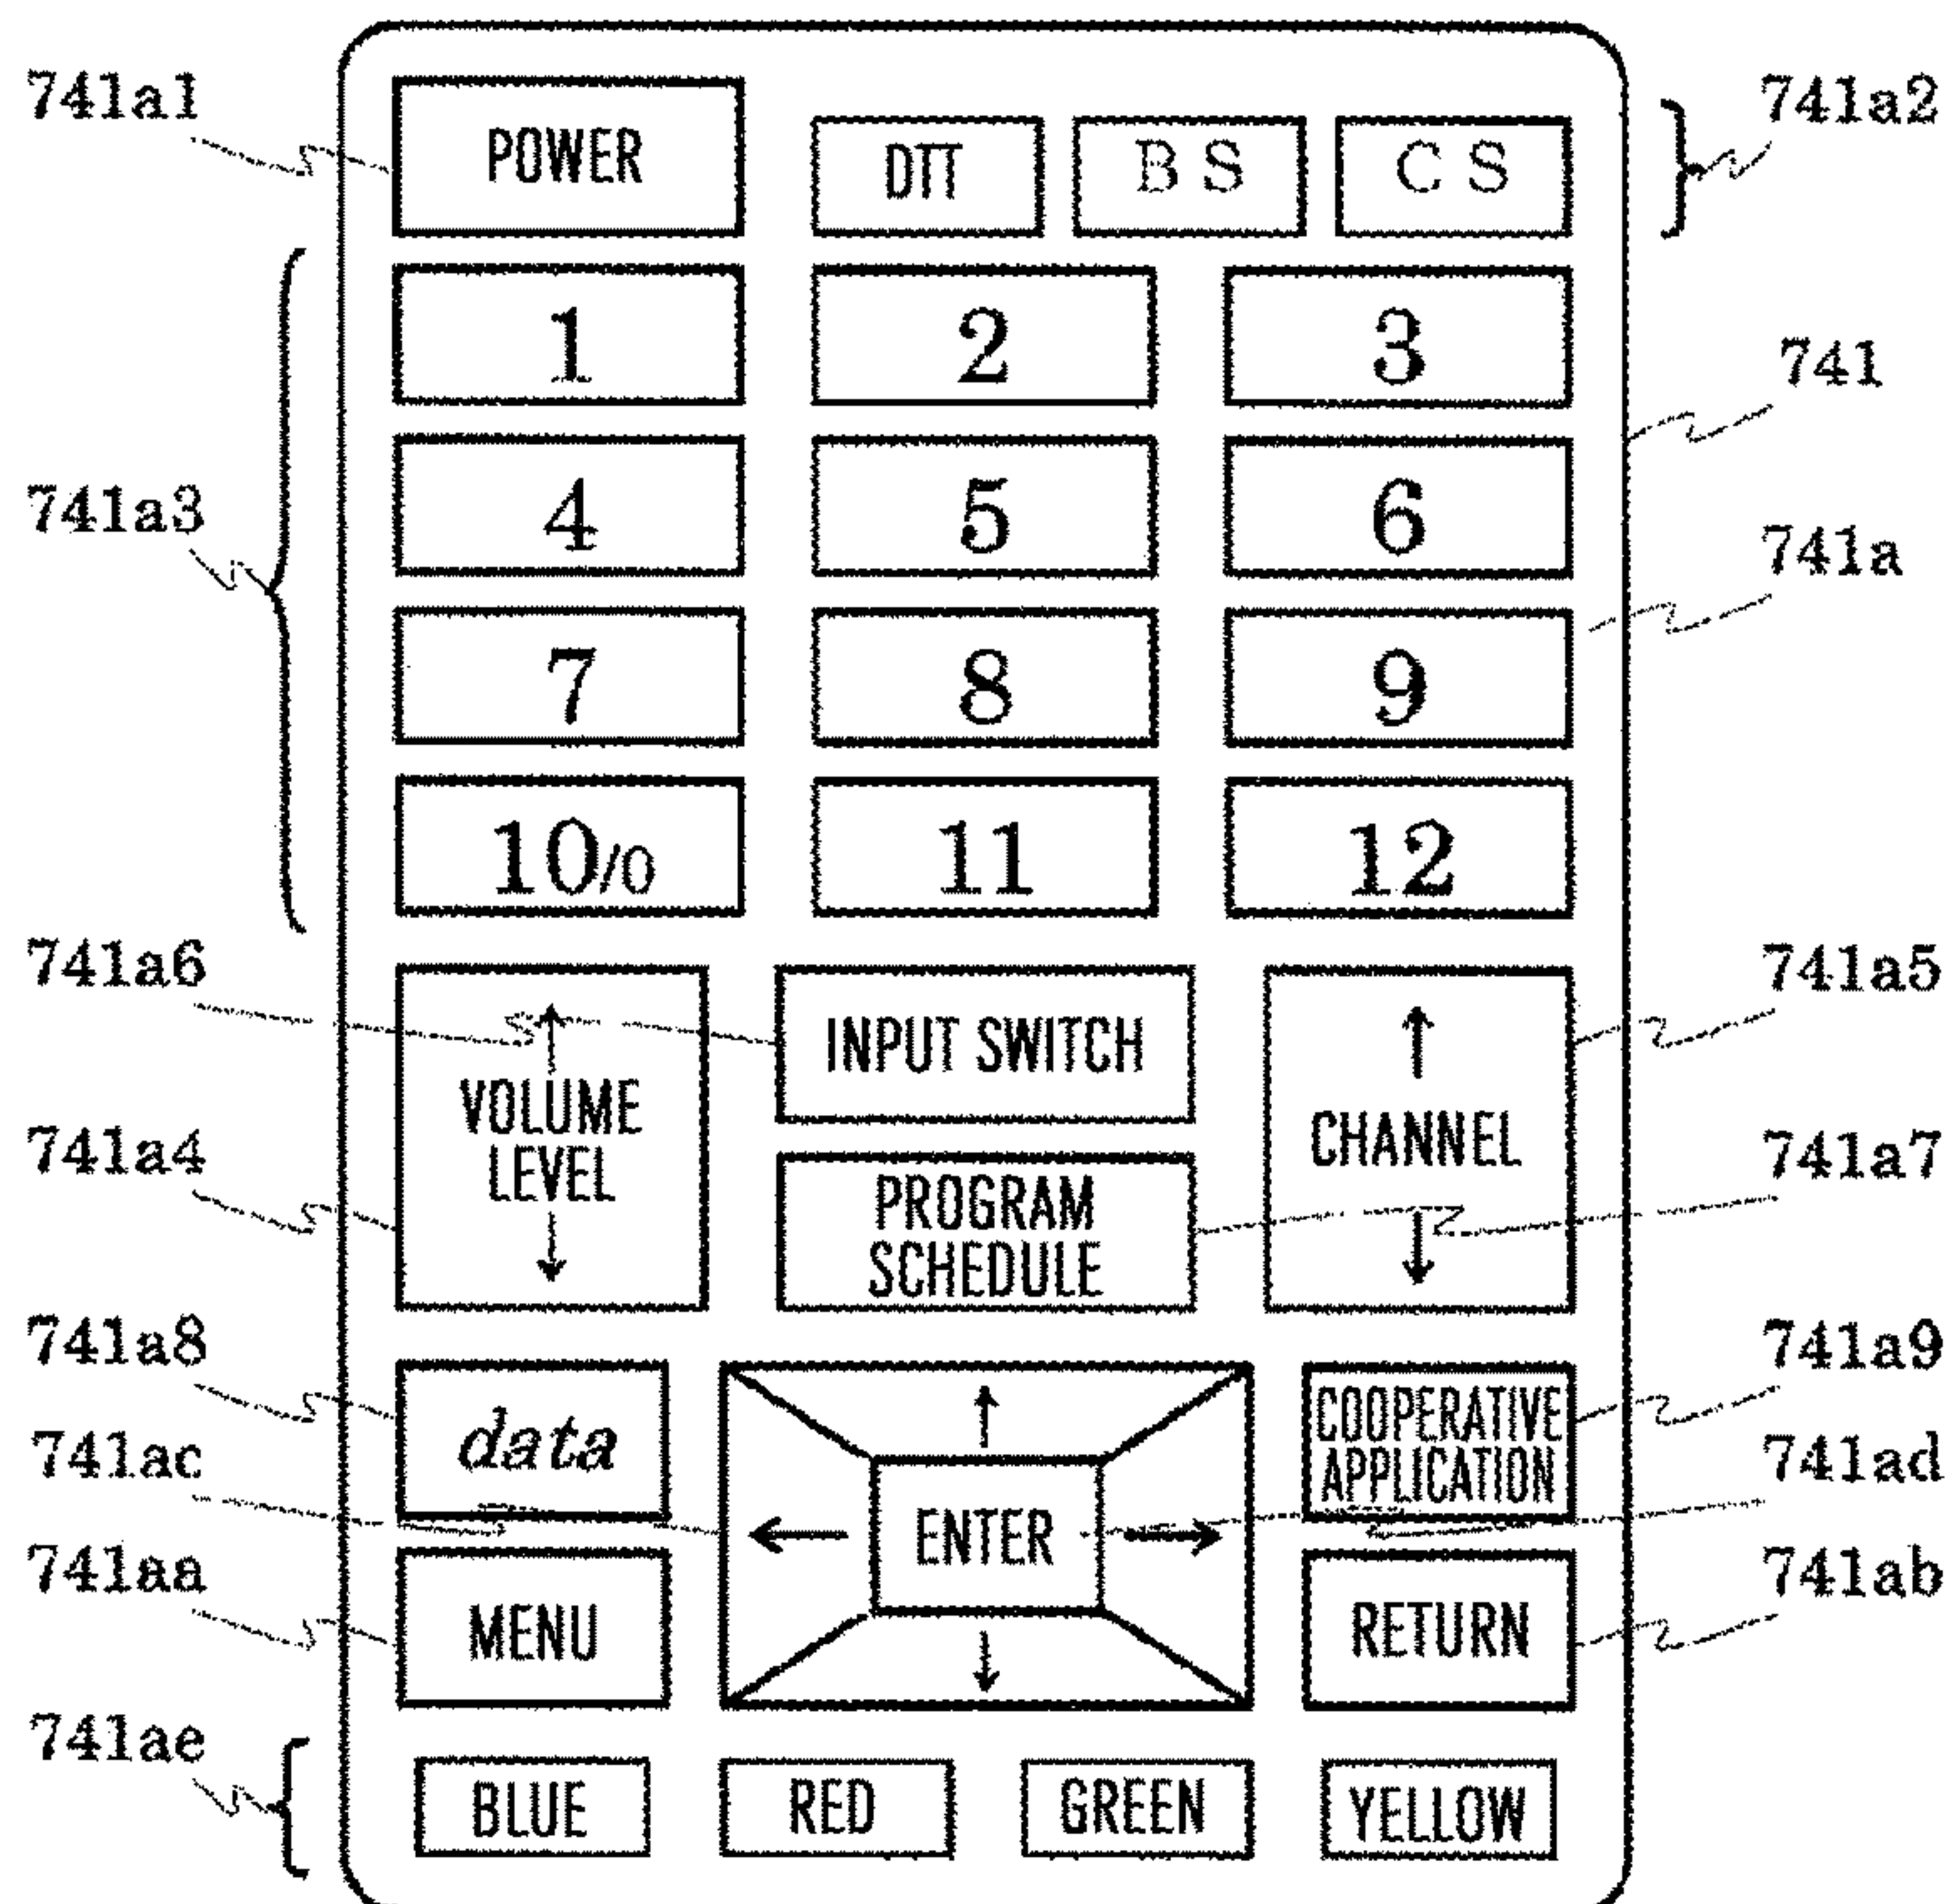 741a1
741a2
POWER
DTT
BS
CS
1
2
3
741
4
5
6
741a3
741a
7
8
9
10/0
11
12
741a6
741a5
INPUT SWITCH
VOLUME
LEVEL
CHANNEL
741a4
741a7
PROGRAM
SCHEDULE
741a8
741a9
data
COOPERATIVE
APPLICATION
741ac
741ad
ENTER
741aa
741ab
MENU
RETURN
741ae
BLUE
RED
GREEN
YELLOW